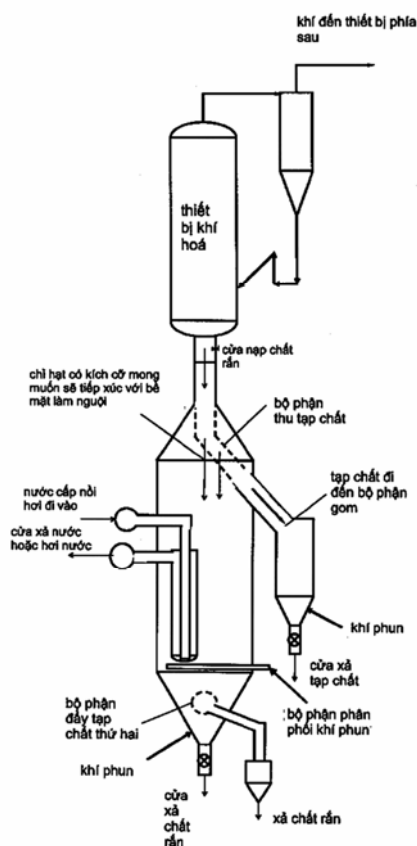 khí đến thiết bị phía
sau
thiết
bị khí
hoá
cửa nạp chất
rắn
chỉ hạt có kích cỡ mong
muốn sẽ tiếp xúc với bề
mặt làm nguội
bộ phận
thu tạp chất
tạp chất đi
đến bộ phận
gom
nước cấp nồi
hơi đi vào
cửa xả nước
hoặc hơi nước
khí phun
cửa xả
tạp chất
bộ phận
đẩy tạp
chất thứ hai
bộ phận phân
phối khí phun
khí phun
cửa
xả
chất rắn
xả chất rắn